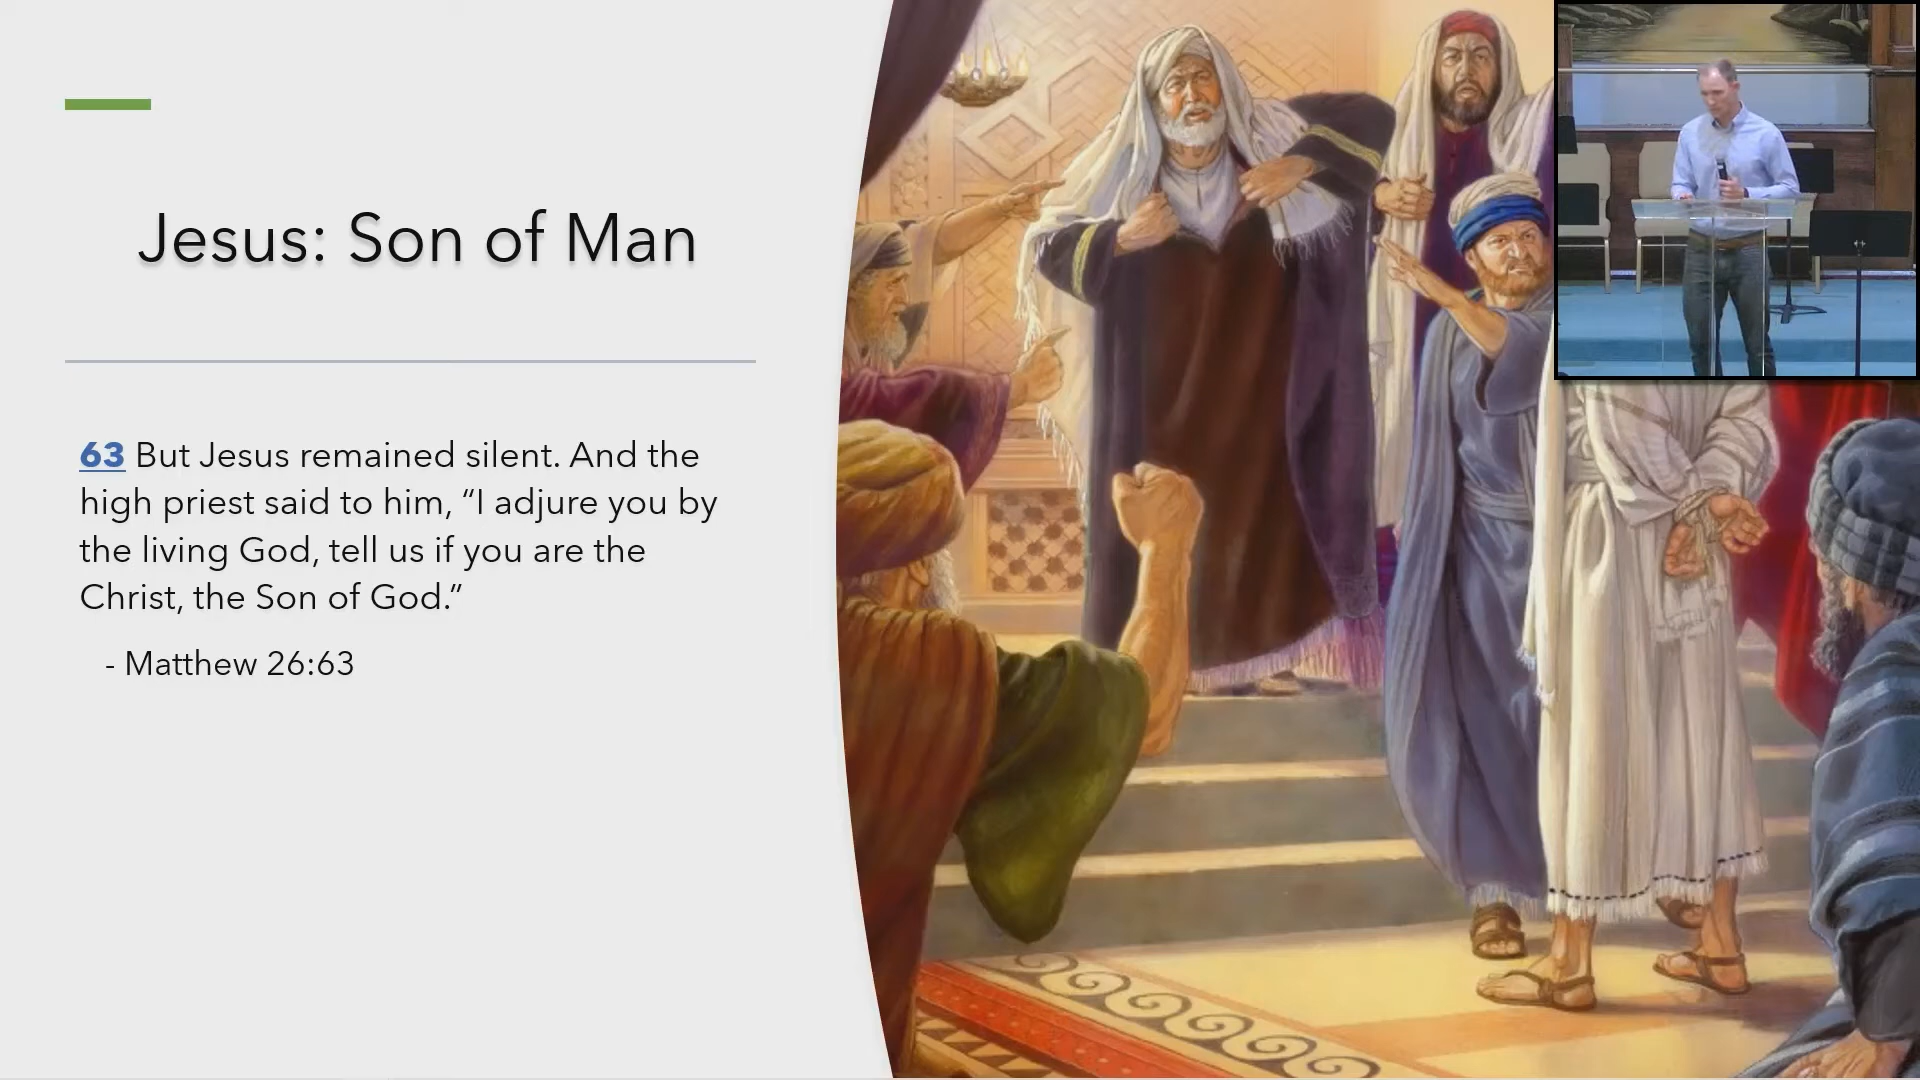 Jesus: Son of Man
63 But Jesus remained silent. And the
high priest said to him, “I adjure you by
the living God, tell us if you are the
Christ, the Son of God.”
- Matthew 26:63